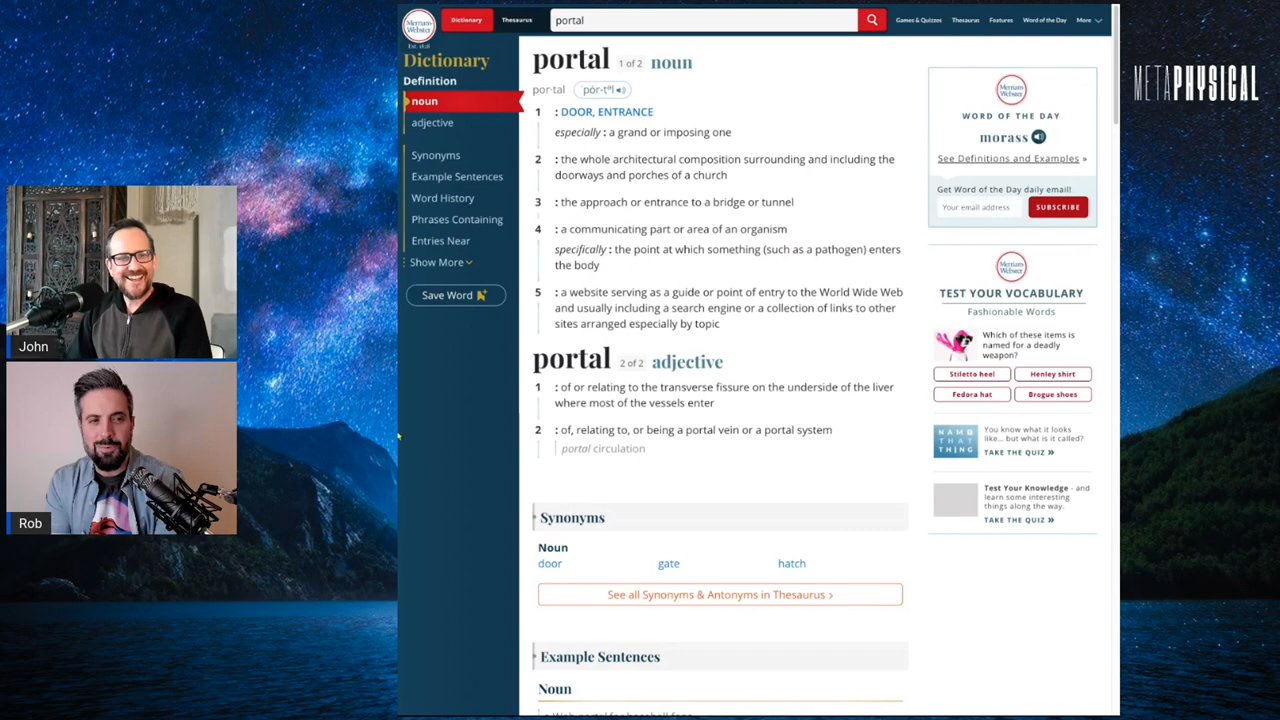 Merriam-Webster
Est. 1828
Dictionary
Thesaurus
portal
Games & Quizzes
Thesaurus
Features
Word of the Day
More
METAPHYSICAL
Dictionary
Definition
noun
adjective
Synonyms
Example Sentences
Word History
Phrases Containing
Entries Near
Show More
Save Word
portal 1 of 2 noun
por·tal ˈpȯr-tᵊl
1 : DOOR, ENTRANCE
especially : a grand or imposing one
2 : the whole architectural composition surrounding and including the
doorways and porches of a church
3 : the approach or entrance to a bridge or tunnel
4 : a communicating part or area of an organism
specifically : the point at which something (such as a pathogen) enters
the body
5 : a website serving as a guide or point of entry to the World Wide Web
and usually including a search engine or a collection of links to other
sites arranged especially by topic
portal 2 of 2 adjective
1 : of or relating to the transverse fissure on the underside of the liver
where most of the vessels enter
2 : of, relating to, or being a portal vein or a portal system
portal circulation
Synonyms
Noun
door gate hatch
See all Synonyms & Antonyms in Thesaurus ›
Example Sentences
Noun
a Web portal for baseball fans
Merriam-Webster
WORD OF THE DAY
morass
See Definitions and Examples »
Get Word of the Day daily email!
Your email address
SUBSCRIBE
Merriam-Webster
TEST YOUR VOCABULARY
Fashionable Words
Which of these items is
named for a deadly
weapon?
Stiletto heel
Henley shirt
Fedora hat
Brogue shoes
NAME
THAT
THING
You know what it looks
like… but what is it called?
TAKE THE QUIZ »
Test Your Knowledge - and
learn some interesting
things along the way.
TAKE THE QUIZ »
John
Rob